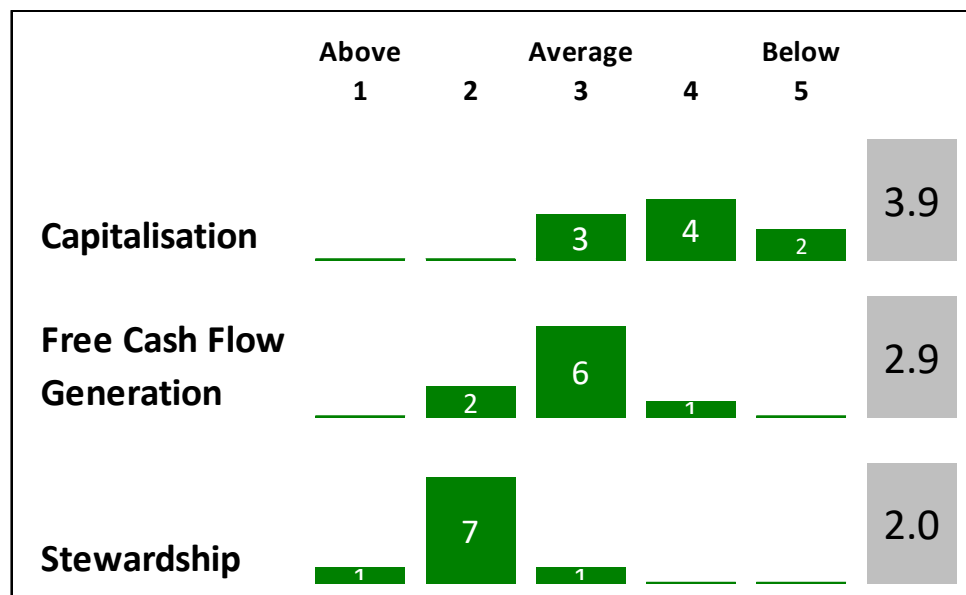 Above Average Below
1 2 3 4 5
Capitalisation 3 4 2 3.9
Free Cash Flow
Generation 2 6 1 2.9
Stewardship 1 7 1 2.0